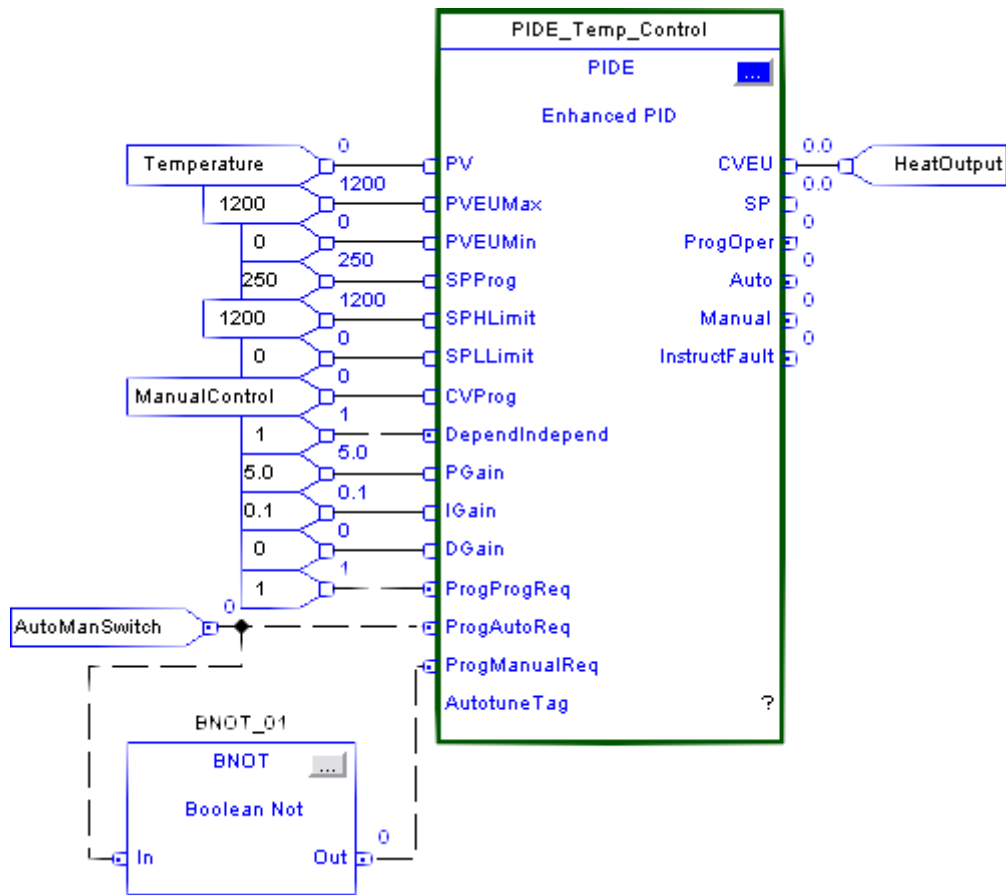 PIDE_Temp_Control
PIDE ...
Enhanced PID
Temperature 0 PV CVEU 0.0 HeatOutput
1200 1200 PVEUMax SP 0.0
0 0 PVEUMin ProgOper 0
250 250 SPProg Auto 0
1200 1200 SPHLimit Manual 0
0 0 SPLLimit InstructFault 0
ManualControl 0 CVProg
1 1 DependIndepend
5.0 5.0 PGain
0.1 0.1 IGain
0 0 DGain
1 1 ProgProgReq
AutoManSwitch 0 ProgAutoReq
ProgManualReq
AutotuneTag ?
BNOT_01
BNOT ...
Boolean Not
In Out 0